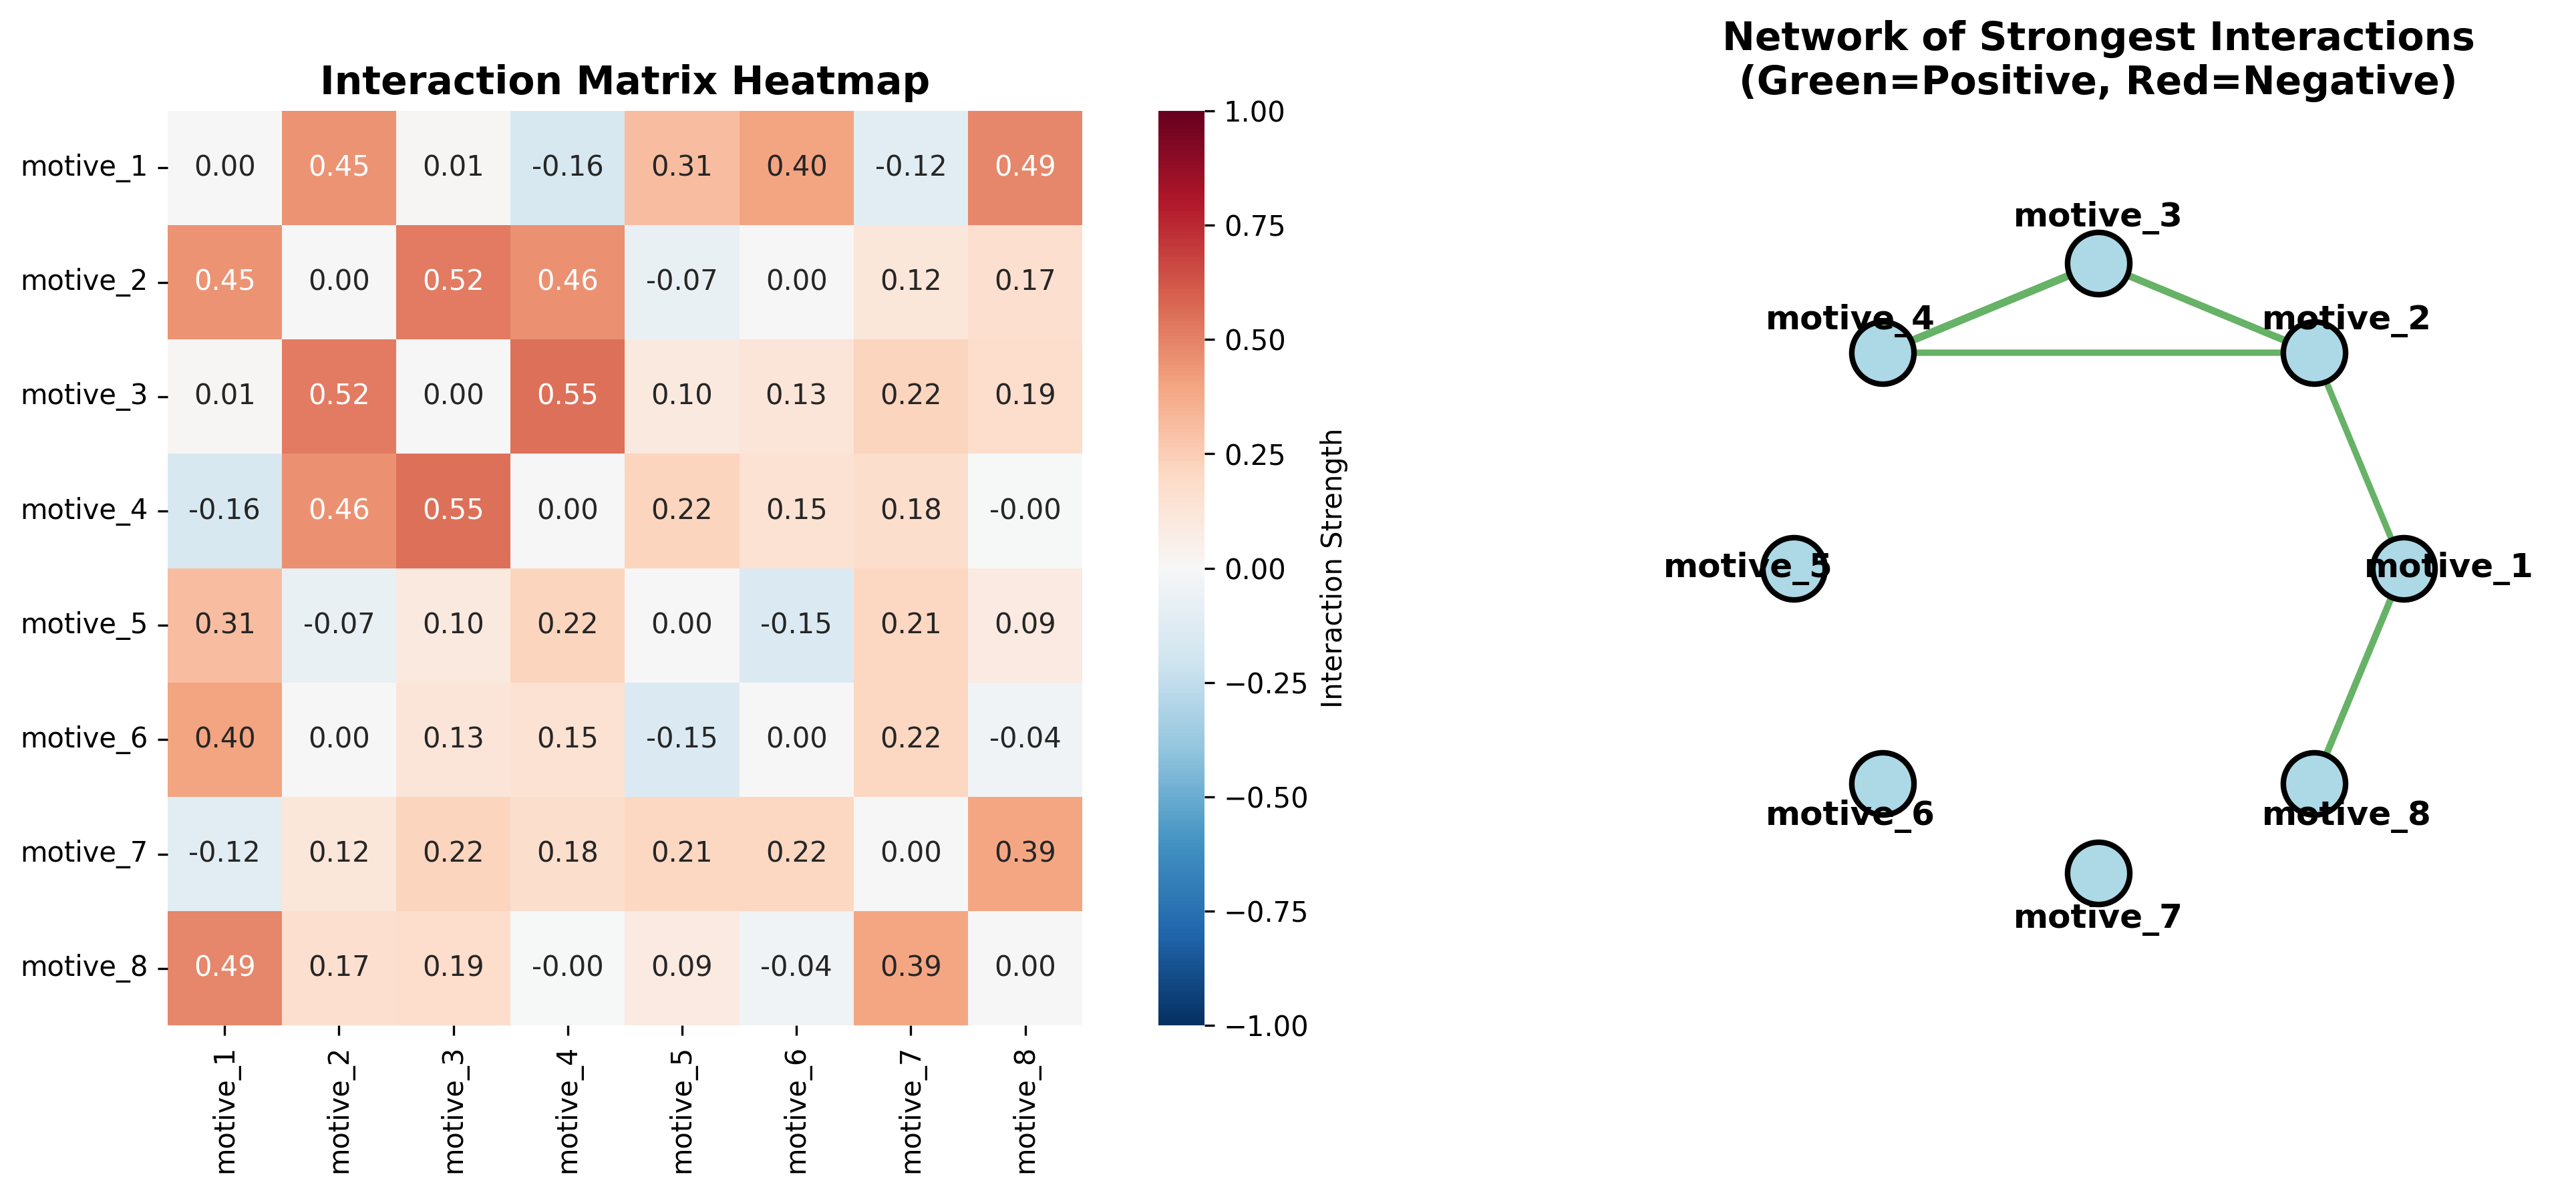 Interaction Matrix Heatmap
motive_1 0.00 0.45 0.01 -0.16 0.31 0.40 -0.12 0.49
motive_2 0.45 0.00 0.52 0.46 -0.07 0.00 0.12 0.17
motive_3 0.01 0.52 0.00 0.55 0.10 0.13 0.22 0.19
motive_4 -0.16 0.46 0.55 0.00 0.22 0.15 0.18 -0.00
motive_5 0.31 -0.07 0.10 0.22 0.00 -0.15 0.21 0.09
motive_6 0.40 0.00 0.13 0.15 -0.15 0.00 0.22 -0.04
motive_7 -0.12 0.12 0.22 0.18 0.21 0.22 0.00 0.39
motive_8 0.49 0.17 0.19 -0.00 0.09 -0.04 0.39 0.00
motive_1 motive_2 motive_3 motive_4 motive_5 motive_6 motive_7 motive_8
1.00
0.75
0.50
0.25
0.00
−0.25
−0.50
−0.75
−1.00
Interaction Strength
Network of Strongest Interactions
(Green=Positive, Red=Negative)
motive_3
motive_4 motive_2
motive_5 motive_1
motive_6 motive_8
motive_7